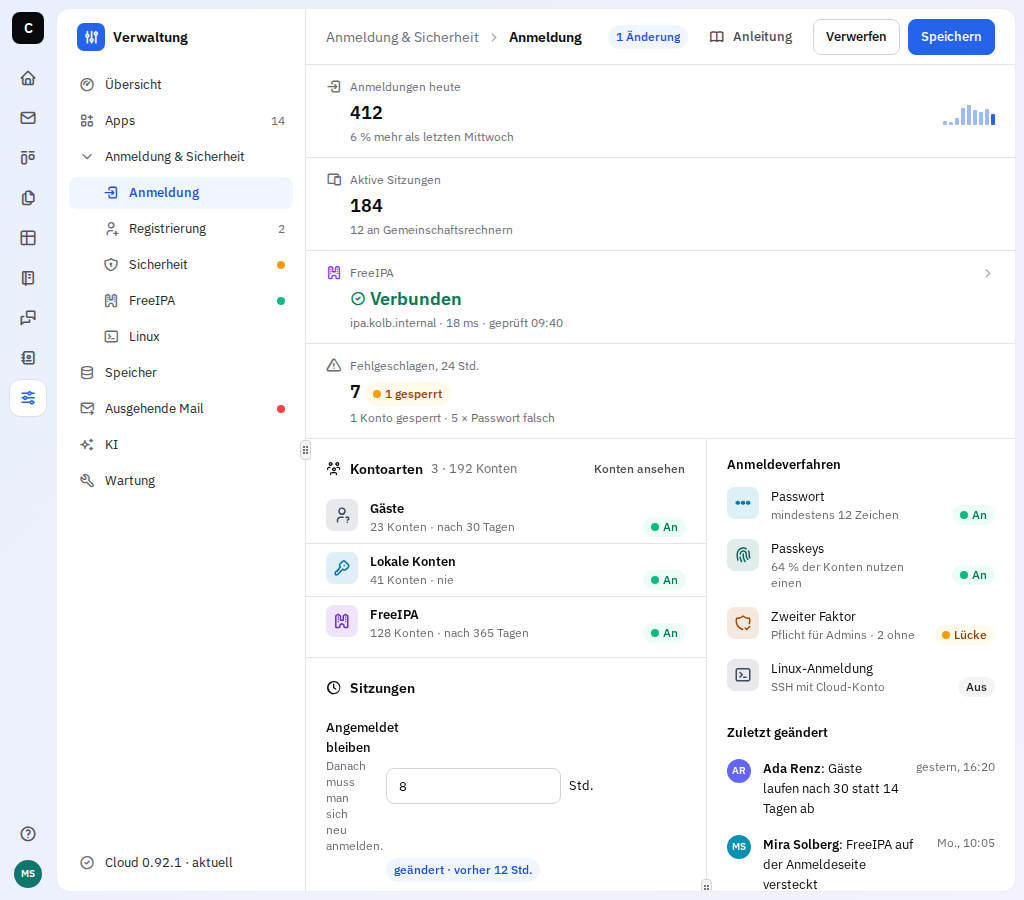 C
Verwaltung
Übersicht
Apps 14
Anmeldung & Sicherheit
Anmeldung
Registrierung 2
Sicherheit
FreeIPA
Linux
Speicher
Ausgehende Mail
KI
Wartung
Cloud 0.92.1 · aktuell
MS
Anmeldung & Sicherheit Anmeldung 1 Änderung Anleitung Verwerfen Speichern
Anmeldungen heute
412
6 % mehr als letzten Mittwoch
Aktive Sitzungen
184
12 an Gemeinschaftsrechnern
FreeIPA
Verbunden
ipa.kolb.internal · 18 ms · geprüft 09:40
Fehlgeschlagen, 24 Std.
7 1 gesperrt
1 Konto gesperrt · 5 × Passwort falsch
Kontoarten 3 · 192 Konten Konten ansehen
Gäste
23 Konten · nach 30 Tagen An
Lokale Konten
41 Konten · nie An
FreeIPA
128 Konten · nach 365 Tagen An
Sitzungen
Angemeldet
bleiben
Danach
muss
man
sich
neu
anmelden.
8 Std.
geändert · vorher 12 Std.
Anmeldeverfahren
Passwort
mindestens 12 Zeichen An
Passkeys
64 % der Konten nutzen
einen An
Zweiter Faktor
Pflicht für Admins · 2 ohne Lücke
Linux-Anmeldung
SSH mit Cloud-Konto Aus
Zuletzt geändert
AR Ada Renz: Gäste gestern, 16:20
laufen nach 30 statt 14
Tagen ab
MS Mira Solberg: FreeIPA auf Mo., 10:05
der Anmeldeseite
versteckt